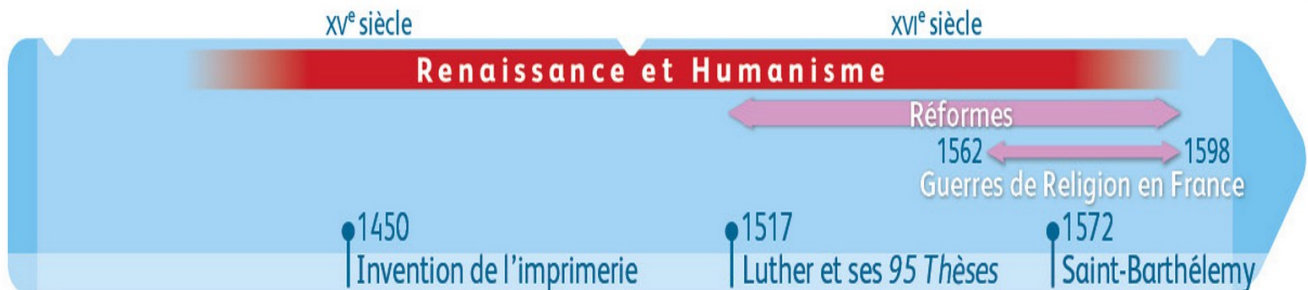 XVe siècle
XVIe siècle
Renaissance et Humanisme
Réformes
1562
1598
Guerres de Religion en France
1450
Invention de l'imprimerie
1517
Luther et ses 95 Thèses
1572
Saint-Barthélemy